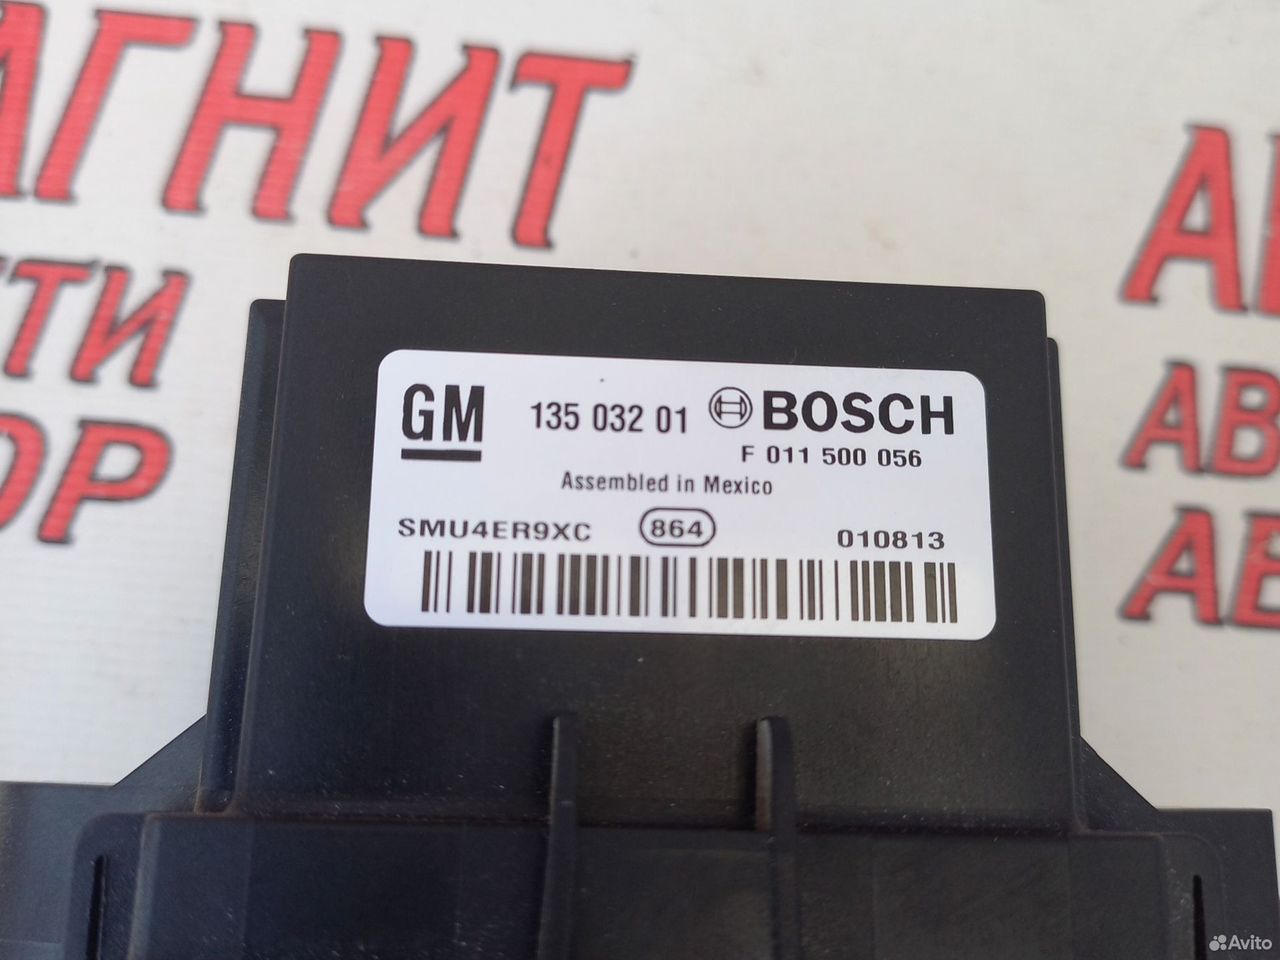 АГНИТ
ТИ
ОР
АВ
АВ
АВ
GM 135 032 01 BOSCH
F 011 500 056
Assembled in Mexico
SMU4ER9XC 864 010813
Avito